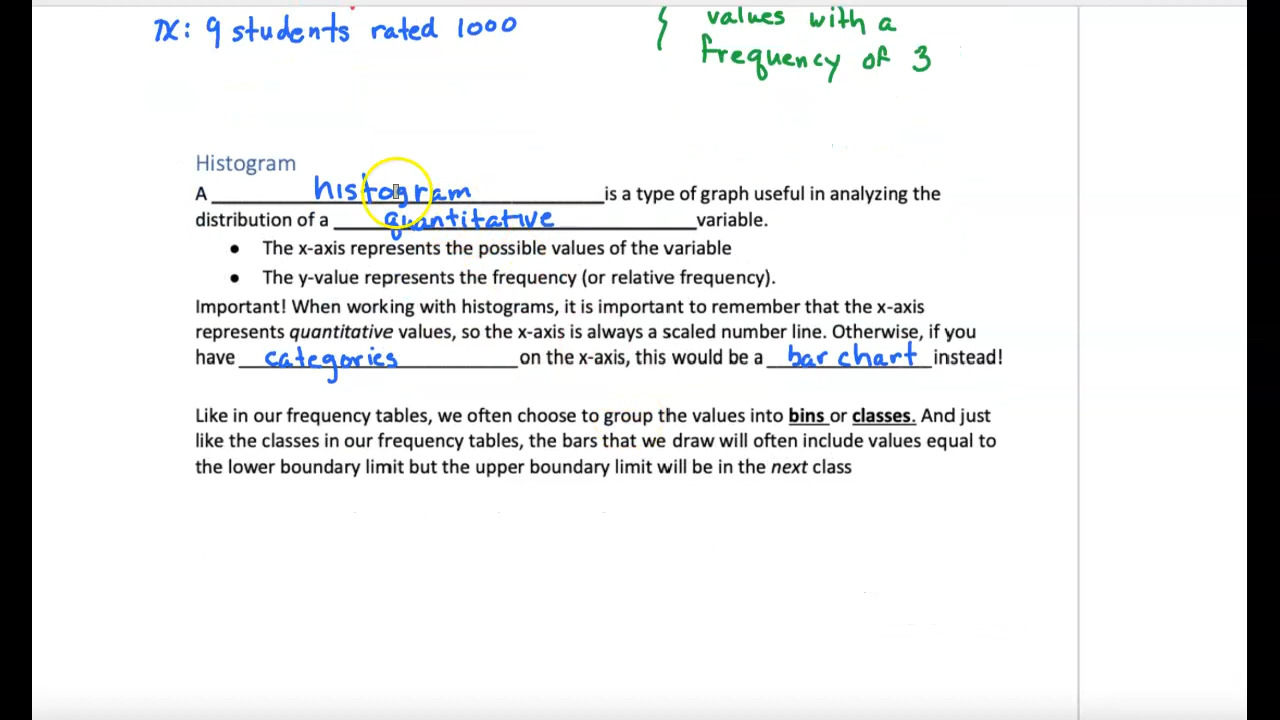 TX: 9 students rated 1000
values with a
frequency of 3
Histogram
A histogram is a type of graph useful in analyzing the
distribution of a quantitative variable.
• The x-axis represents the possible values of the variable
• The y-value represents the frequency (or relative frequency).
Important! When working with histograms, it is important to remember that the x-axis
represents quantitative values, so the x-axis is always a scaled number line. Otherwise, if you
have categories on the x-axis, this would be a bar chart instead!
Like in our frequency tables, we often choose to group the values into bins or classes. And just
like the classes in our frequency tables, the bars that we draw will often include values equal to
the lower boundary limit but the upper boundary limit will be in the next class